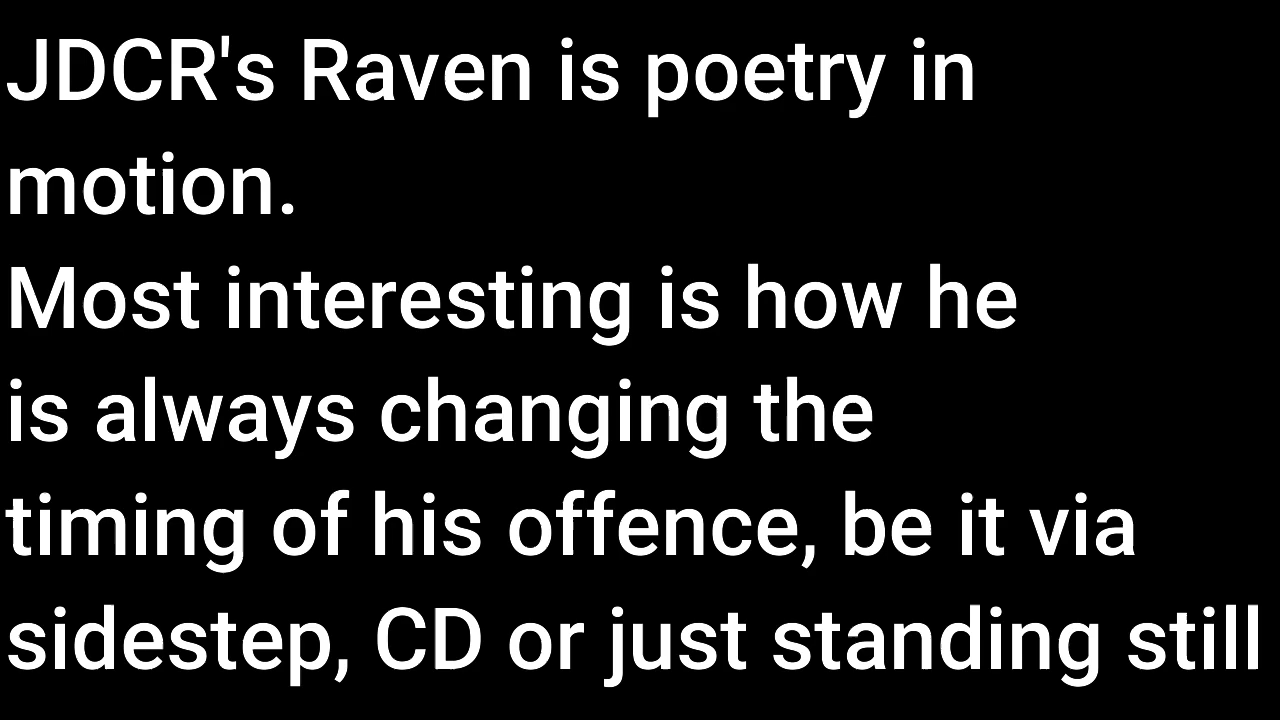 JDCR's Raven is poetry in
motion.
Most interesting is how he
is always changing the
timing of his offence, be it via
sidestep, CD or just standing still